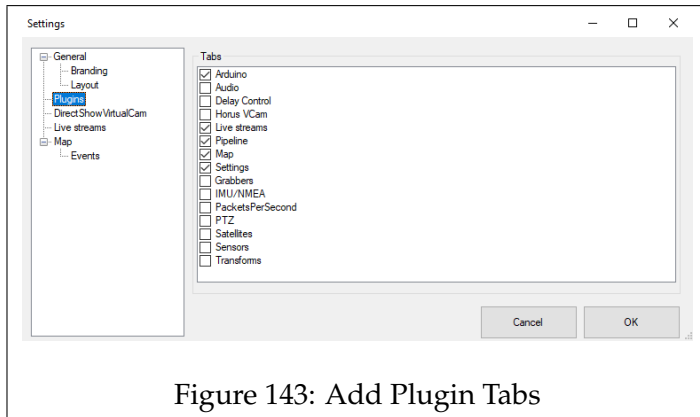 Settings
General
Branding
Layout
Plugins
DirectShowVirtualCam
Live streams
Map
Events
Tabs
Arduino
Audio
Delay Control
Horus VCam
Live streams
Pipeline
Map
Settings
Grabbers
IMU/NMEA
PacketsPerSecond
PTZ
Satellites
Sensors
Transforms
Cancel
OK
Figure 143: Add Plugin Tabs